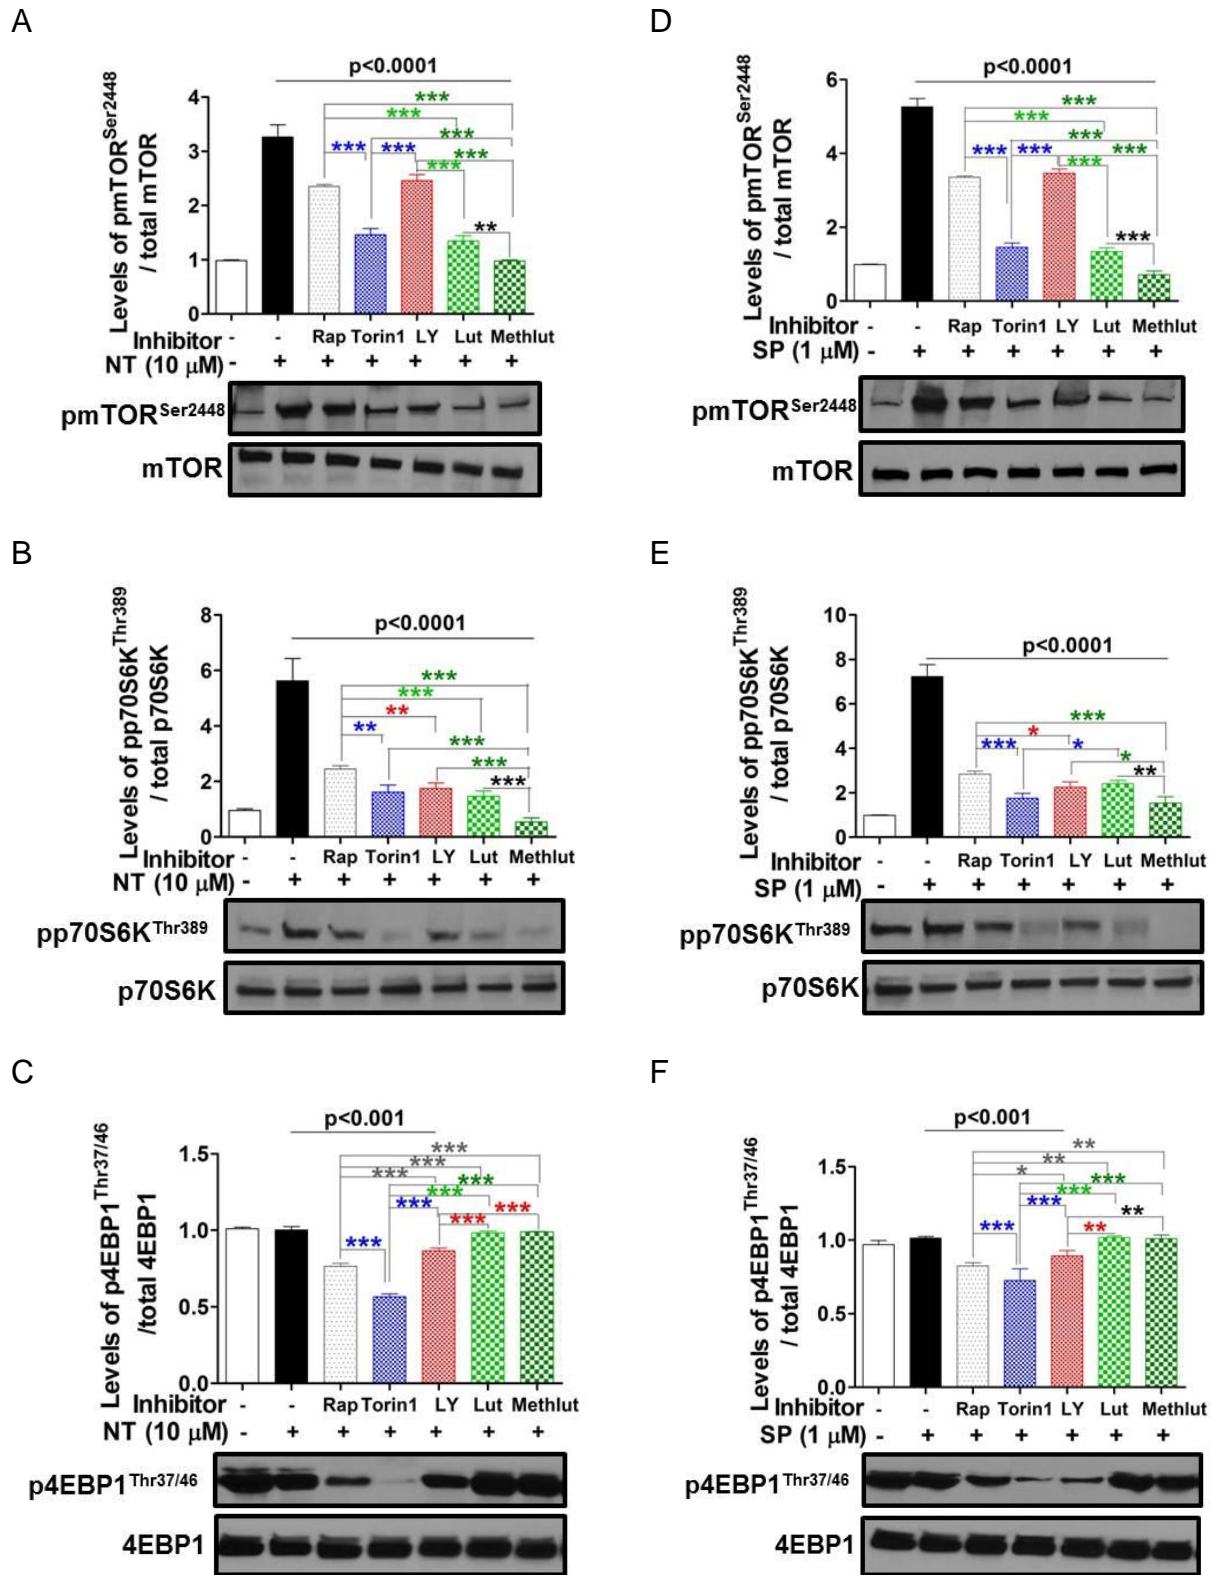 A
Levels of pmTOR^Ser2448
/ total mTOR
p<0.0001
***
***
***
*** ***
***
***
**
4
3
2
1
0
Inhibitor - - Rap Torin1 LY Lut Methlut
NT (10 μM) - + + + + + +
pmTOR^Ser2448
mTOR
D
Levels of pmTOR^Ser2448
/ total mTOR
p<0.0001
***
***
***
*** *** ***
***
***
6
4
2
0
Inhibitor - - Rap Torin1 LY Lut Methlut
SP (1 μM) - + + + + + +
pmTOR^Ser2448
mTOR
B
Levels of pp70S6K^Thr389
/ total p70S6K
p<0.0001
***
***
**
**
***
***
***
8
6
4
2
0
Inhibitor - - Rap Torin1 LY Lut Methlut
NT (10 μM) - + + + + + +
pp70S6K^Thr389
p70S6K
E
Levels of pp70S6K^Thr389
/ total p70S6K
p<0.0001
***
*
*** *
*
**
10
8
6
4
2
0
Inhibitor - - Rap Torin1 LY Lut Methlut
SP (1 μM) - + + + + + +
pp70S6K^Thr389
p70S6K
C
Levels of p4EBP1^Thr37/46
/total 4EBP1
p<0.001
***
***
***
***
***
***
***
***
***
1.5
1.0
0.5
0.0
Inhibitor - - Rap Torin1 LY Lut Methlut
NT (10 μM) - + + + + + +
p4EBP1^Thr37/46
4EBP1
F
Levels of p4EBP1^Thr37/46
/ total 4EBP1
p<0.001
**
**
*
***
***
***
**
***
**
1.5
1.0
0.5
0.0
Inhibitor - - Rap Torin1 LY Lut Methlut
SP (1 μM) - + + + + + +
p4EBP1^Thr37/46
4EBP1